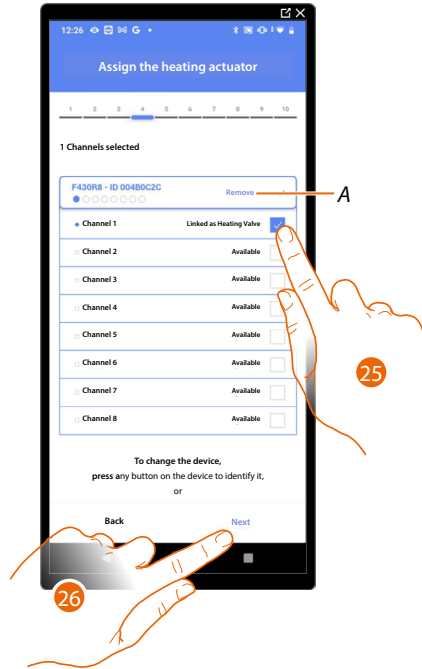 12:26 G
Assign the heating actuator
1 2 3 4 5 6 7 8 9 10
1 Channels selected
F430R8 - ID 004B0C2C
Remove
A
Channel 1 Linked as Heating Valve
Channel 2 Available
Channel 3 Available
Channel 4 Available
Channel 5 Available
Channel 6 Available
Channel 7 Available
Channel 8 Available
25
To change the device,
press any button on the device to identify it,
or
Back Next
26